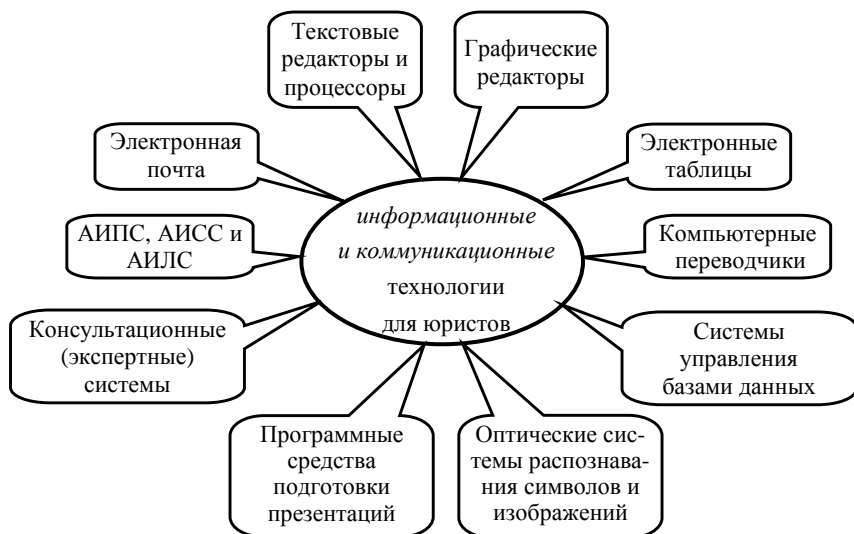 Текстовые
редакторы и
процессоры
Графические
редакторы
Электронная
почта
Электронные
таблицы
информационные
и коммуникационные
технологии
для юристов
АИПС, АИСС и
АИЛС
Компьютерные
переводчики
Консультационные
(экспертные)
системы
Системы
управления
базами данных
Программные
средства
подготовки
презентаций
Оптические сис-
темы распознава-
ния символов и
изображений